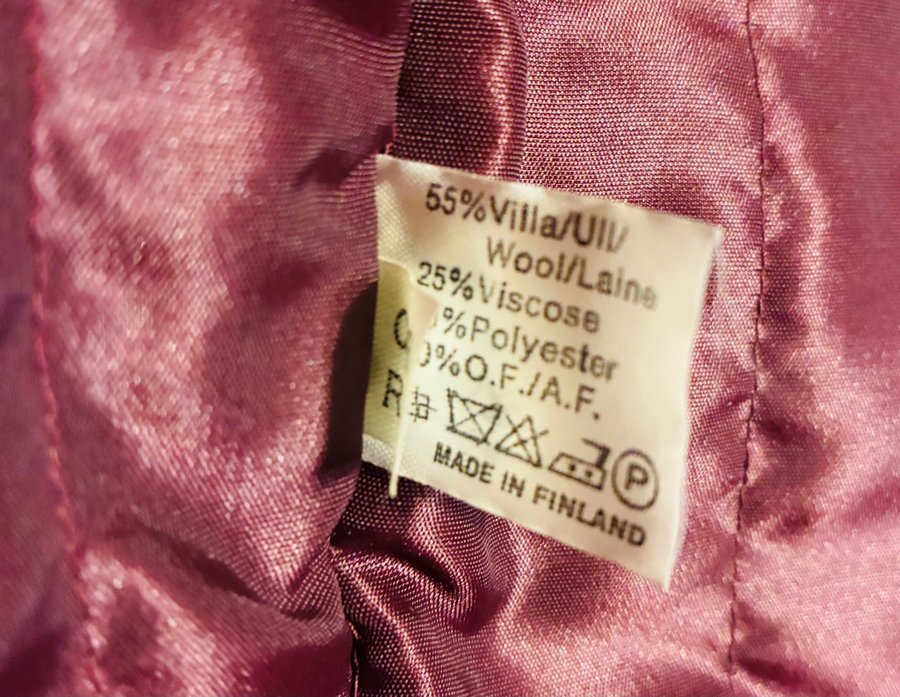 55%Villa/Ull/
Wool/Laine
25%Viscose
%Polyester
%O.F./A.F.
MADE IN FINLAND
P
R